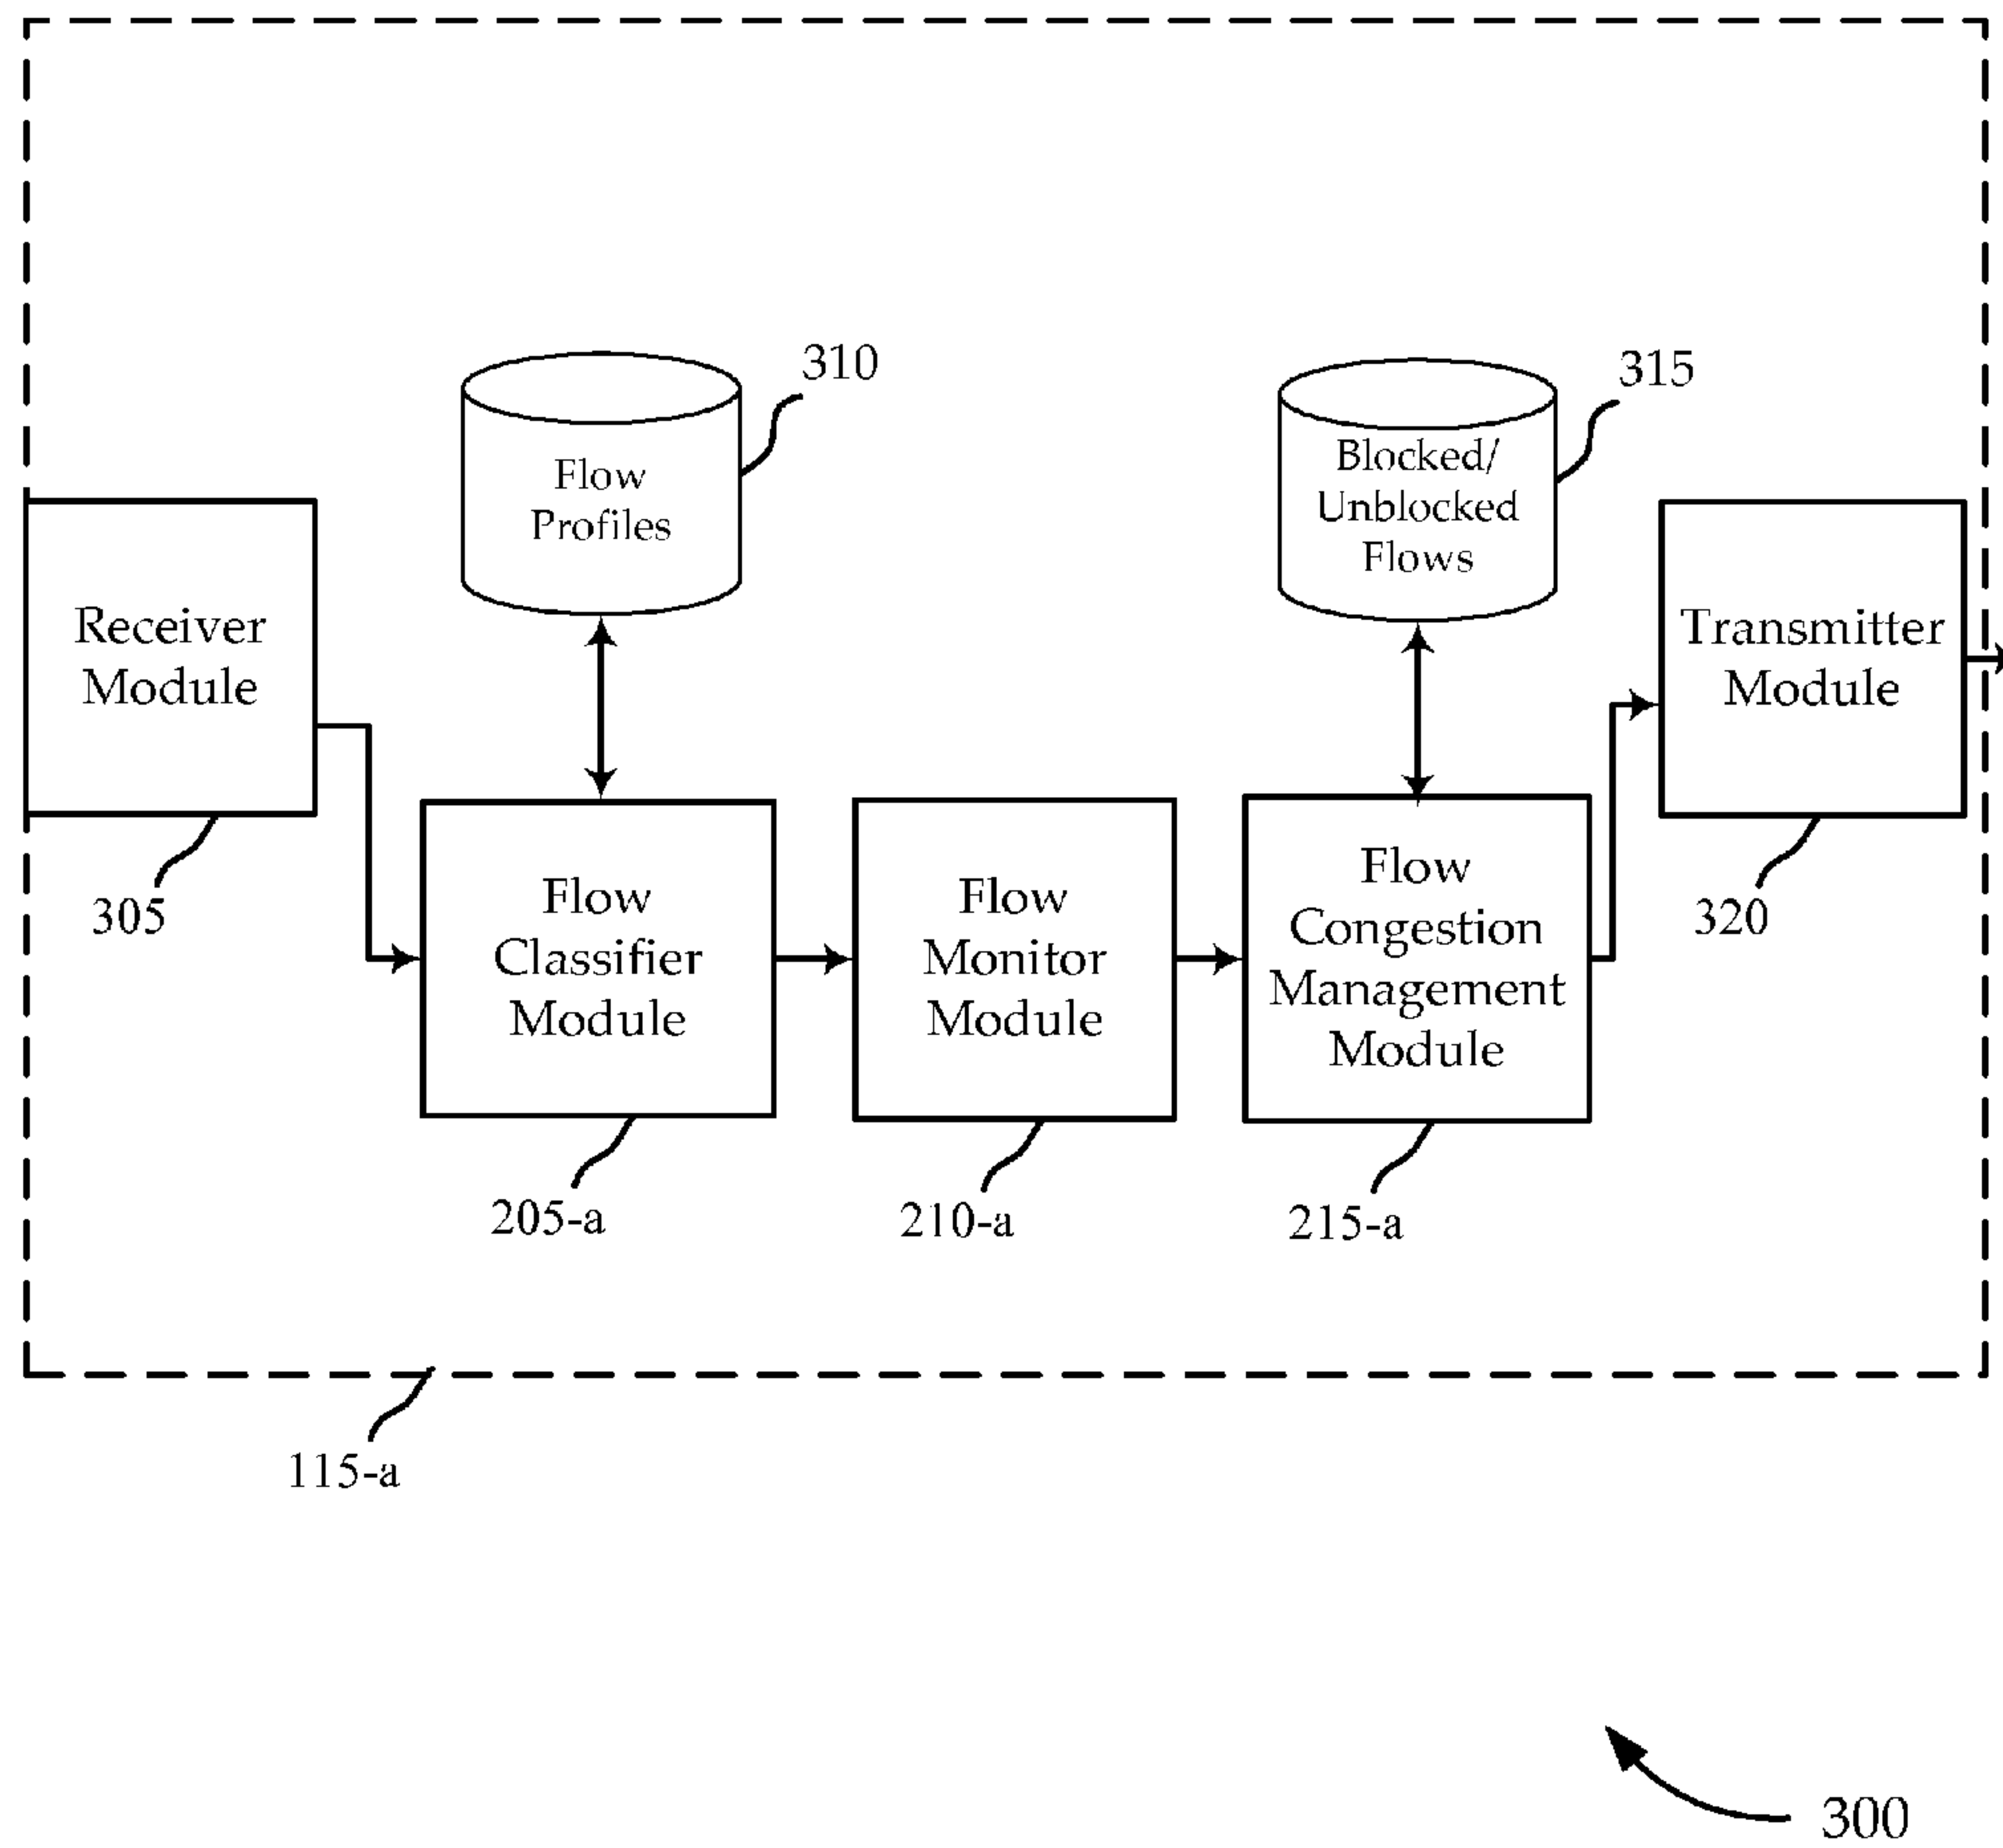 310
315
Flow
Profiles
Blocked/
Unblocked
Flows
Receiver
Module
Transmitter
Module
305
320
Flow
Classifier
Module
Flow
Monitor
Module
Flow
Congestion
Management
Module
205-a
210-a
215-a
115-a
300